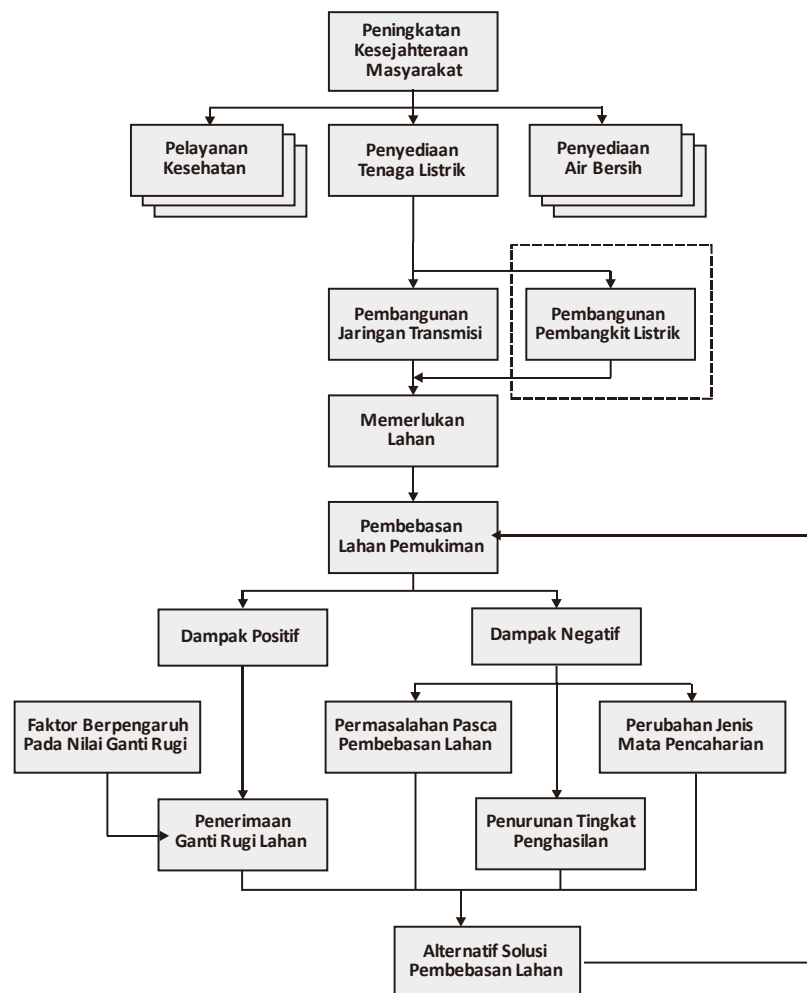 Peningkatan
Kesejahteraan
Masyarakat
Pelayanan
Kesehatan
Penyediaan
Tenaga Listrik
Penyediaan
Air Bersih
Pembangunan
Jaringan Transmisi
Pembangunan
Pembangkit Listrik
Memerlukan
Lahan
Pembebasan
Lahan Pemukiman
Dampak Positif
Dampak Negatif
Faktor Berpengaruh
Pada Nilai Ganti Rugi
Permasalahan Pasca
Pembebasan Lahan
Perubahan Jenis
Mata Pencaharian
Penerimaan
Ganti Rugi Lahan
Penurunan Tingkat
Penghasilan
Alternatif Solusi
Pembebasan Lahan